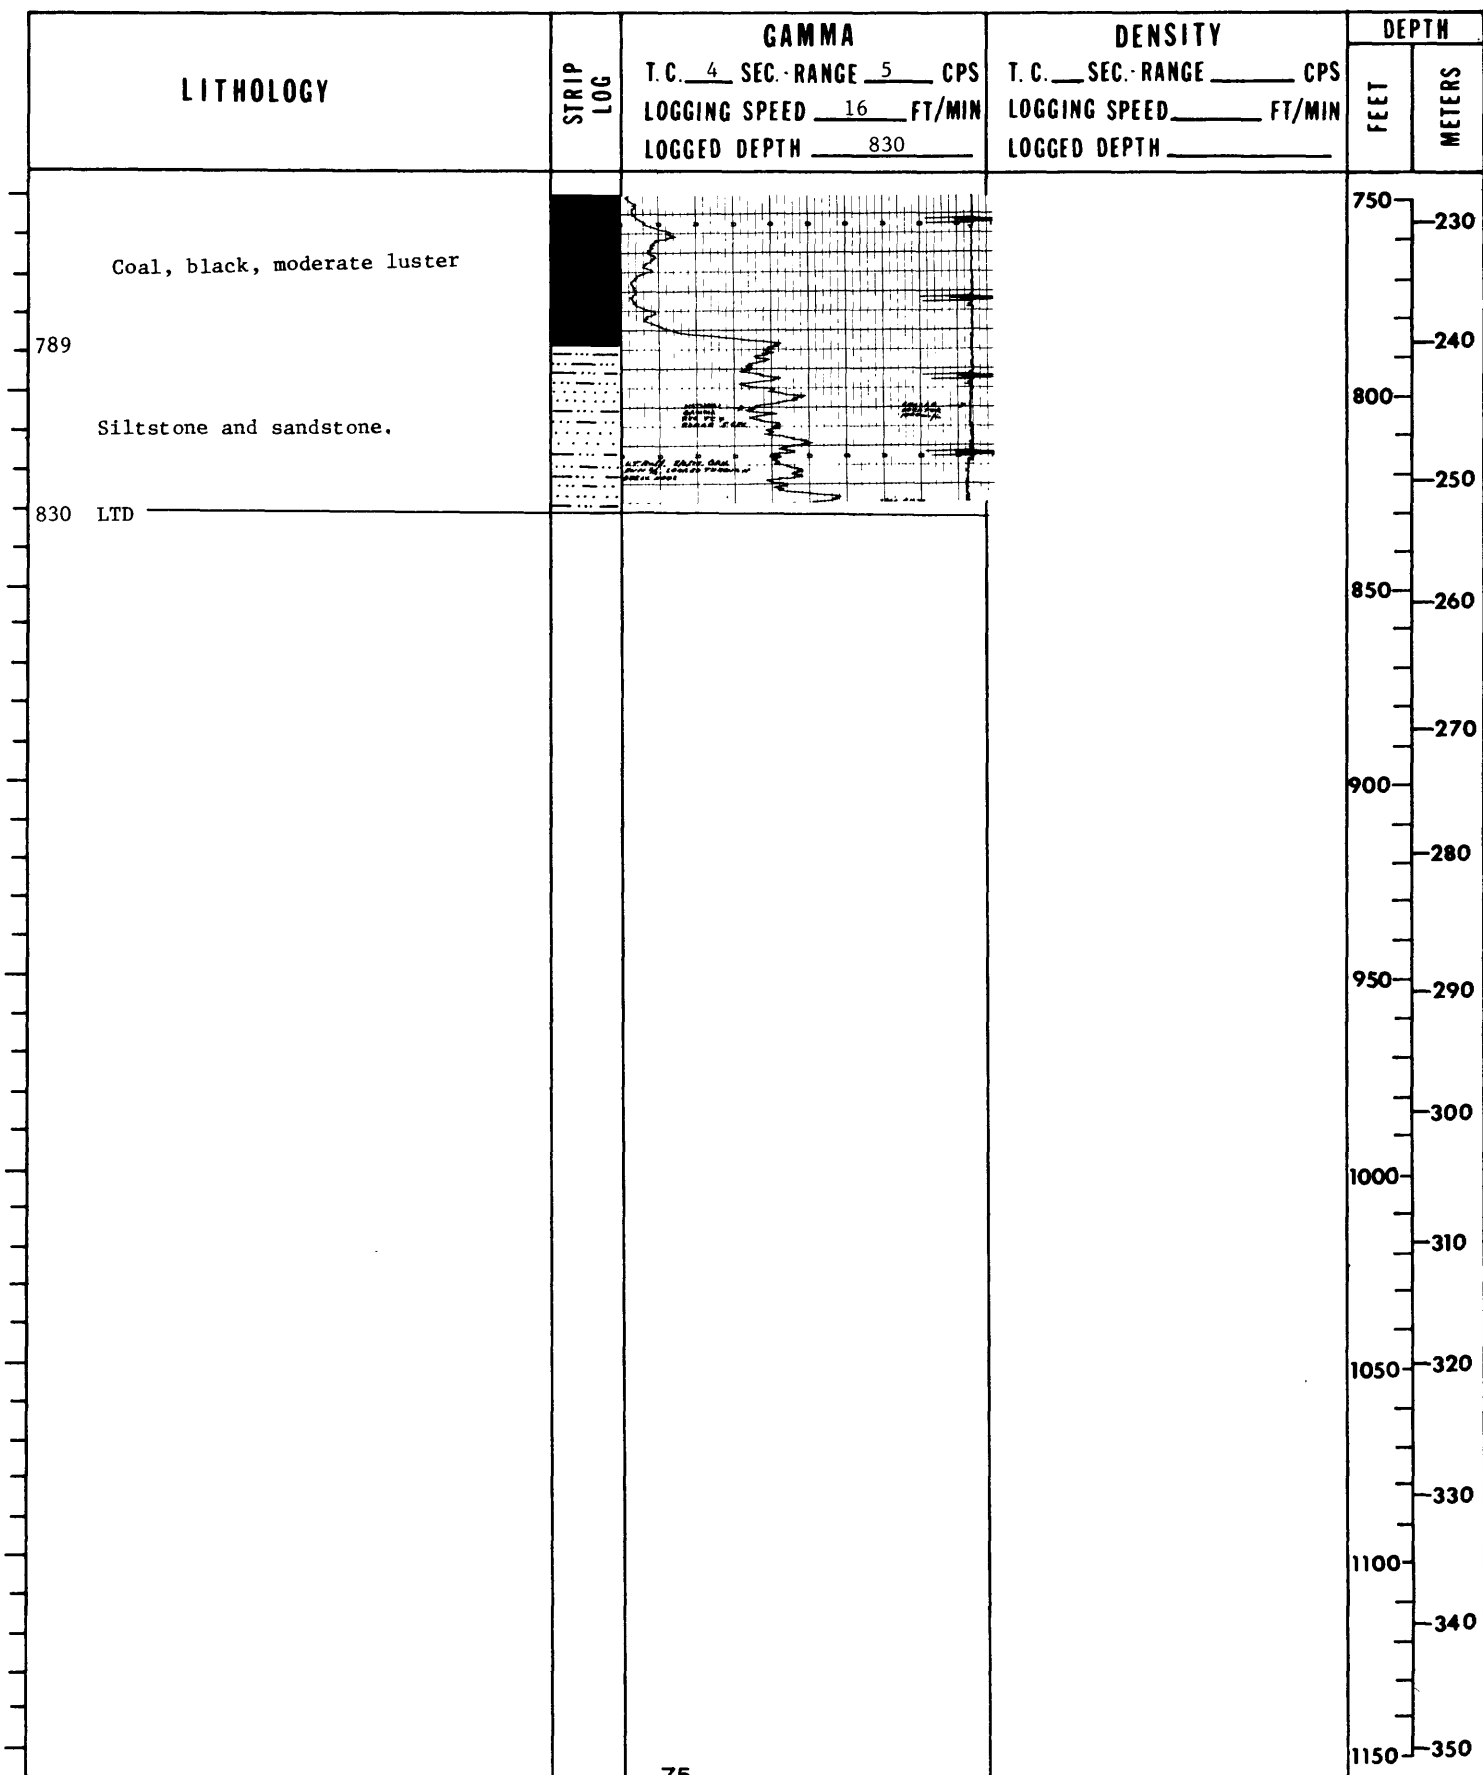 LITHOLOGY
STRIP LOG
GAMMA
T.C. 4 SEC.-RANGE 5 CPS
LOGGING SPEED 16 FT/MIN
LOGGED DEPTH 830
DENSITY
T.C. SEC.-RANGE CPS
LOGGING SPEED FT/MIN
LOGGED DEPTH
DEPTH
FEET
METERS
Coal, black, moderate luster
789
Siltstone and sandstone.
830 LTD
750
800
850
900
950
1000
1050
1100
1150
230
240
250
260
270
280
290
300
310
320
330
340
350
75